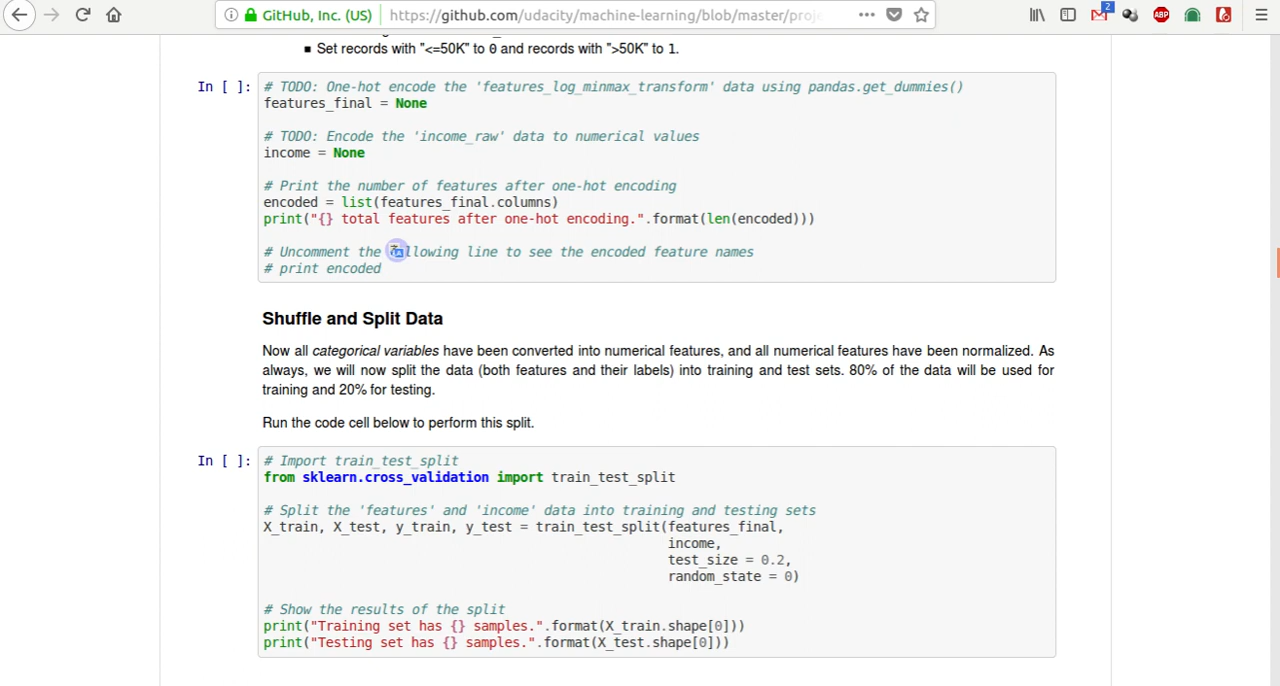 GitHub, Inc. (US) https://github.com/udacity/machine-learning/blob/master/proj
2
ABP
Set records with "<=50K" to 0 and records with ">50K" to 1.
In [ ]:
# TODO: One-hot encode the 'features_log_minmax_transform' data using pandas.get_dummies()
features_final = None
# TODO: Encode the 'income_raw' data to numerical values
income = None
# Print the number of features after one-hot encoding
encoded = list(features_final.columns)
print("{} total features after one-hot encoding.".format(len(encoded)))
# Uncomment the llowing line to see the encoded feature names
# print encoded
Shuffle and Split Data
Now all categorical variables have been converted into numerical features, and all numerical features have been normalized. As
always, we will now split the data (both features and their labels) into training and test sets. 80% of the data will be used for
training and 20% for testing.
Run the code cell below to perform this split.
In [ ]:
# Import train_test_split
from sklearn.cross_validation import train_test_split
# Split the 'features' and 'income' data into training and testing sets
X_train, X_test, y_train, y_test = train_test_split(features_final,
income,
test_size = 0.2,
random_state = 0)
# Show the results of the split
print("Training set has {} samples.".format(X_train.shape[0]))
print("Testing set has {} samples.".format(X_test.shape[0]))